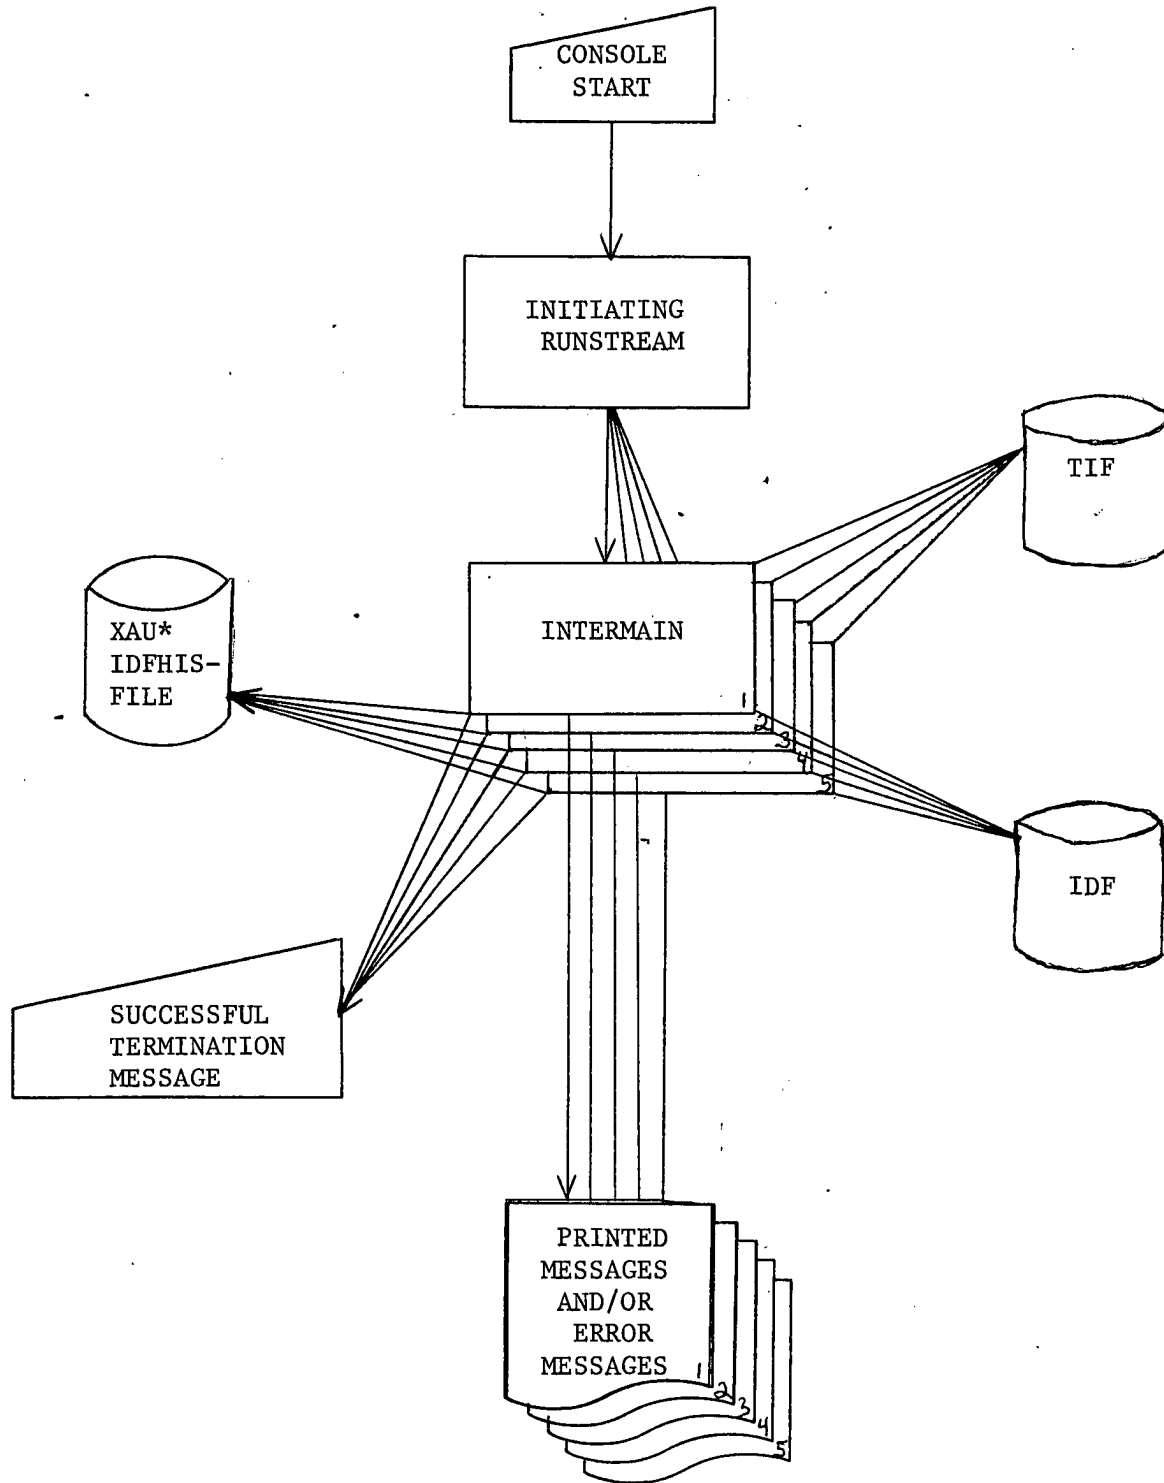 CONSOLE
START
INITIATING
RUNSTREAM
TIF
XAU*
IDFHIS-
FILE
INTERMAIN
1
2
3
4
5
IDF
SUCCESSFUL
TERMINATION
MESSAGE
PRINTED
MESSAGES
AND/OR
ERROR
MESSAGES
1
2
3
4
5